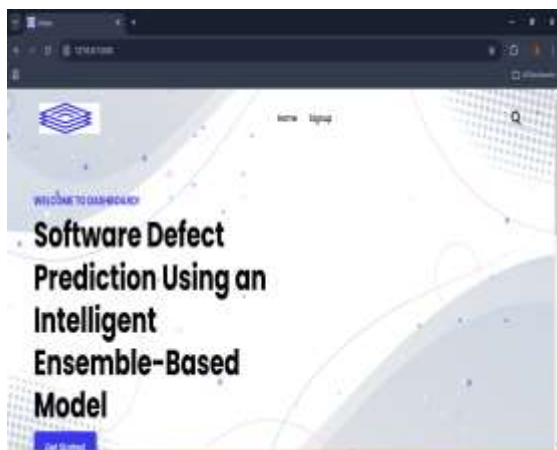 Home Signup
WELCOME TO DASHBOARD!
Software Defect
Prediction Using an
Intelligent
Ensemble-Based
Model
Get Started